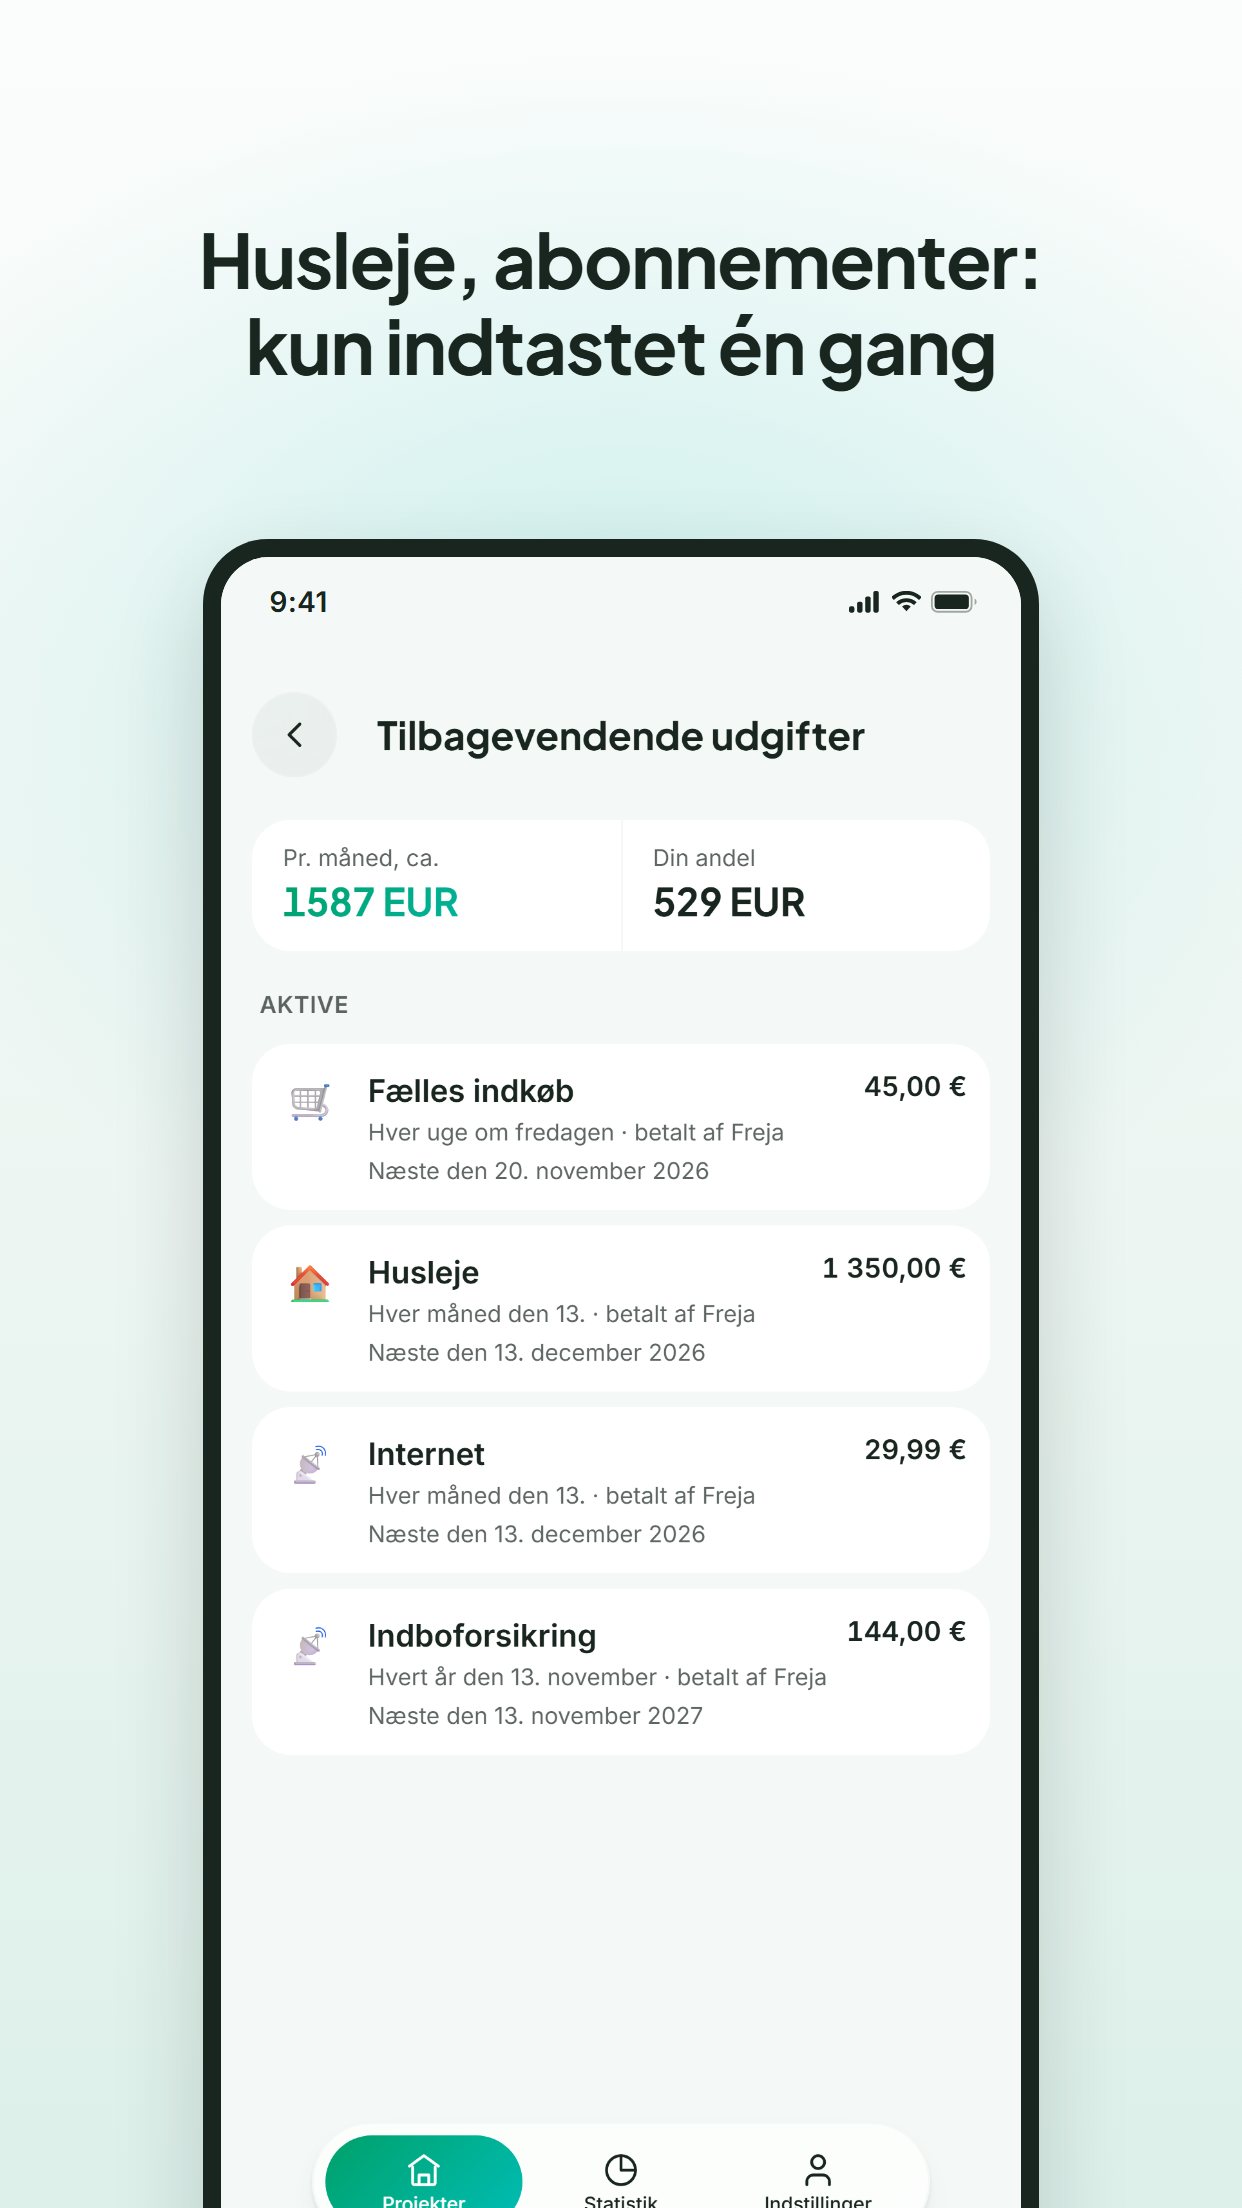 Husleje, abonnementer:
kun indtastet én gang
9:41
Tilbagevendende udgifter
Pr. måned, ca.
1587 EUR
Din andel
529 EUR
AKTIVE
Fælles indkøb
45,00 €
Hver uge om fredagen · betalt af Freja
Næste den 20. november 2026
Husleje
1 350,00 €
Hver måned den 13. · betalt af Freja
Næste den 13. december 2026
Internet
29,99 €
Hver måned den 13. · betalt af Freja
Næste den 13. december 2026
Indboforsikring
144,00 €
Hvert år den 13. november · betalt af Freja
Næste den 13. november 2027
Projekter
Statistik
Indstillinger